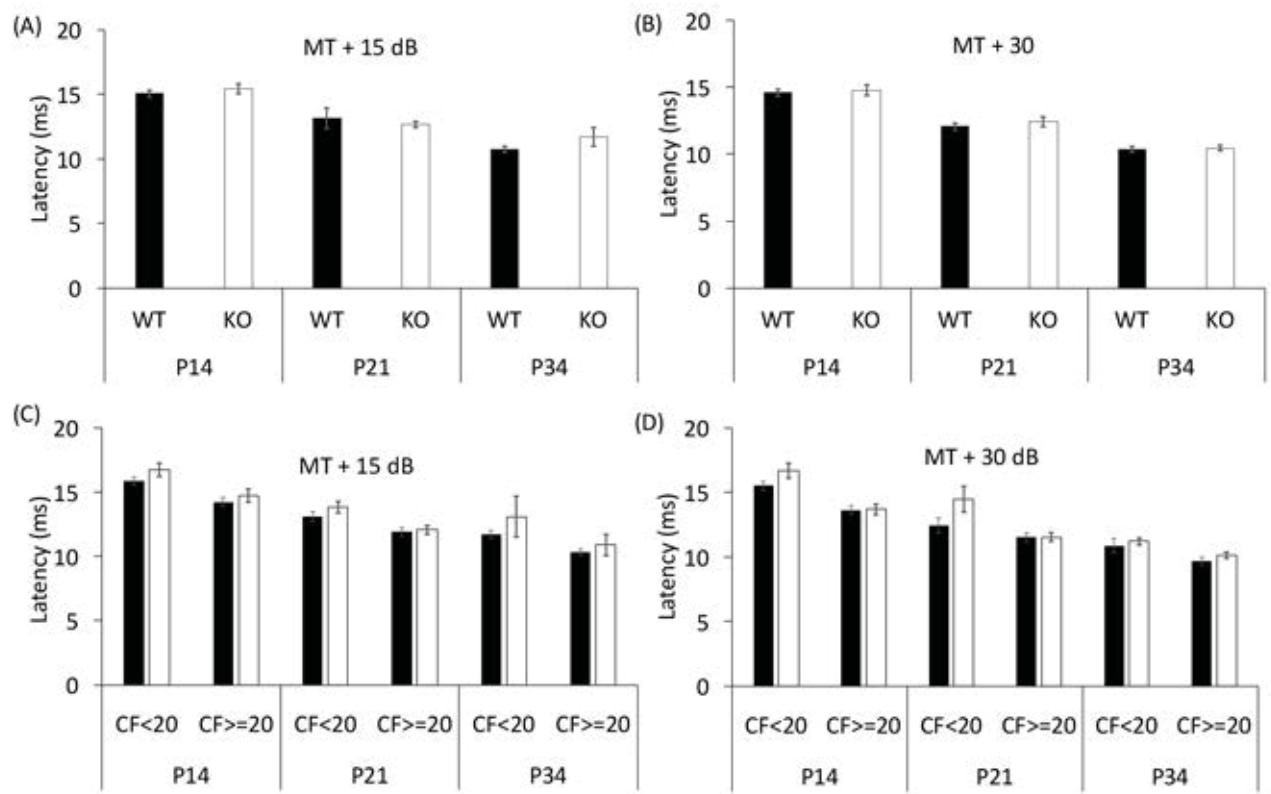 (A)
MT + 15 dB
Latency (ms)
20
15
10
5
0
WT KO WT KO WT KO
P14 P21 P34
(B)
MT + 30
Latency (ms)
20
15
10
5
0
WT KO WT KO WT KO
P14 P21 P34
(C)
MT + 15 dB
Latency (ms)
20
15
10
5
0
CF<20 CF>=20 CF<20 CF>=20 CF<20 CF>=20
P14 P21 P34
(D)
MT + 30 dB
Latency (ms)
20
15
10
5
0
CF<20 CF>=20 CF<20 CF>=20 CF<20 CF>=20
P14 P21 P34